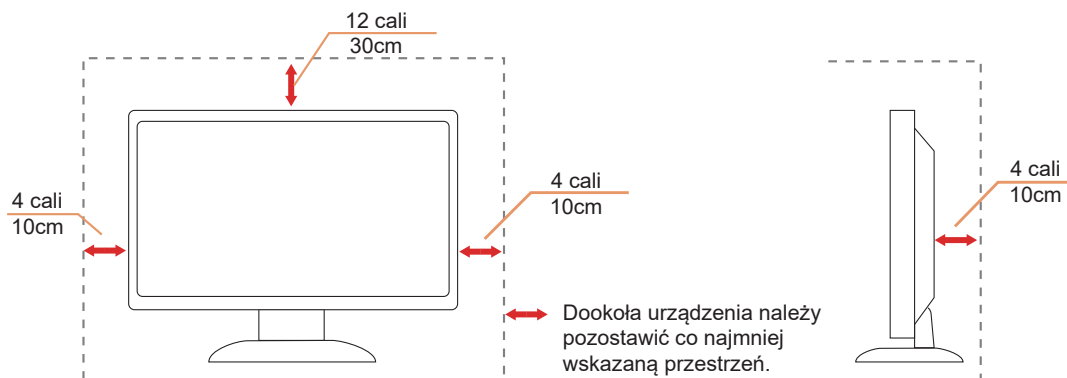 12 cali
30cm
4 cali
10cm
4 cali
10cm
4 cali
10cm
Dookoła urządzenia należy
pozostawić co najmniej
wskazaną przestrzeń.